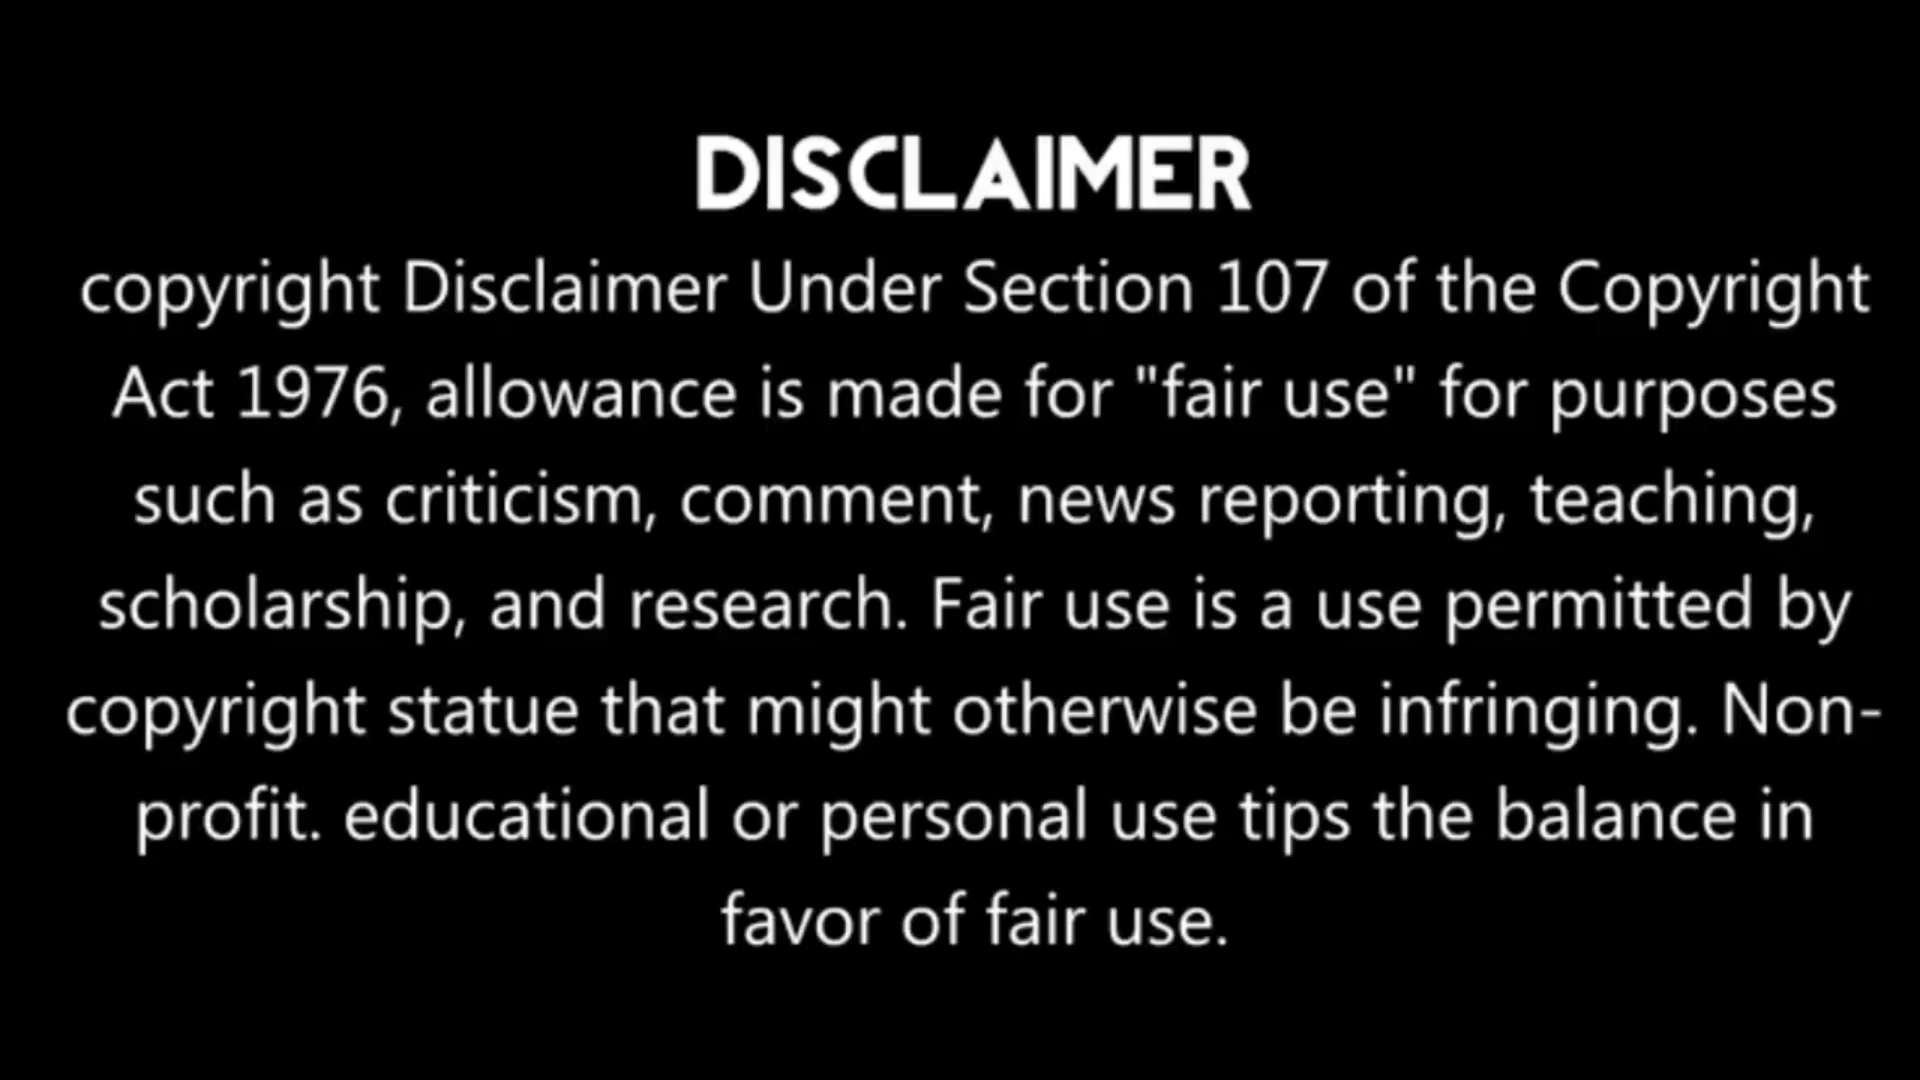 DISCLAIMER
copyright Disclaimer Under Section 107 of the Copyright
Act 1976, allowance is made for "fair use" for purposes
such as criticism, comment, news reporting, teaching,
scholarship, and research. Fair use is a use permitted by
copyright statue that might otherwise be infringing. Non-
profit. educational or personal use tips the balance in
favor of fair use.